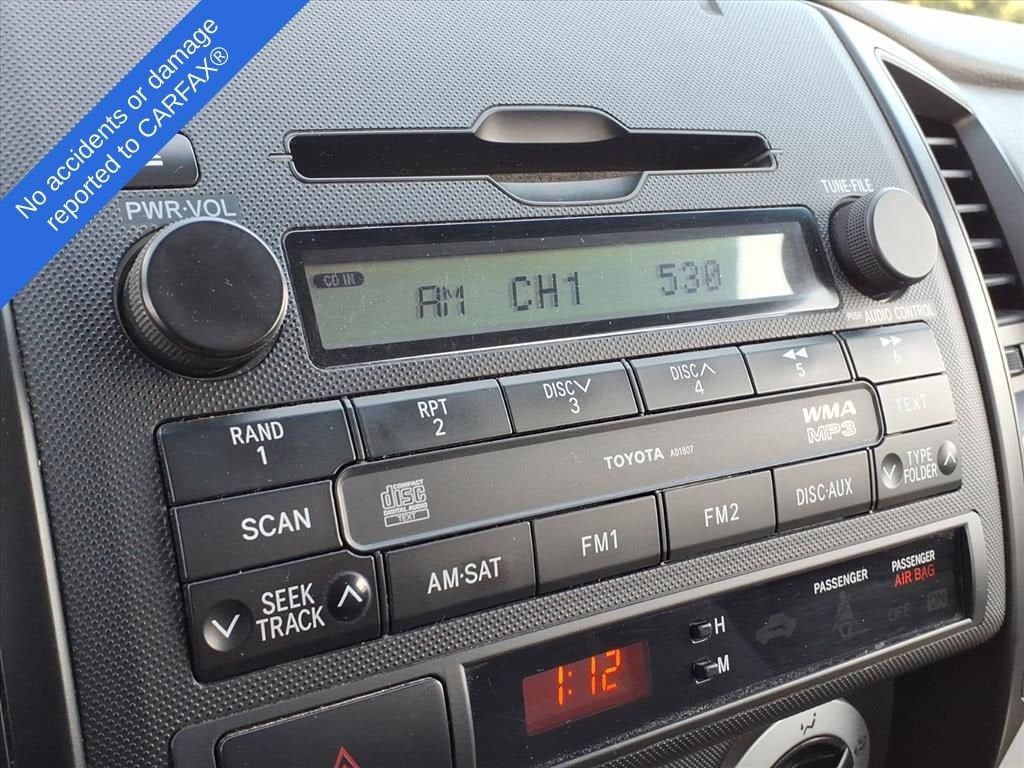 No accidents or damage
reported to CARFAX®
PWR·VOL
TUNE·FILE
CD IN
AM CH1 530
PUSH AUDIO CONTROL
RAND
1
RPT
2
DISC
3
DISC
4
5
6
TEXT
WMA
MP3
TOYOTA AD1807
COMPACT
disc
DIGITAL AUDIO
TEXT
TYPE
FOLDER
SCAN
AM·SAT
FM1
FM2
DISC·AUX
SEEK
TRACK
PASSENGER
PASSENGER
AIR BAG
OFF
ON
H
M
1:12